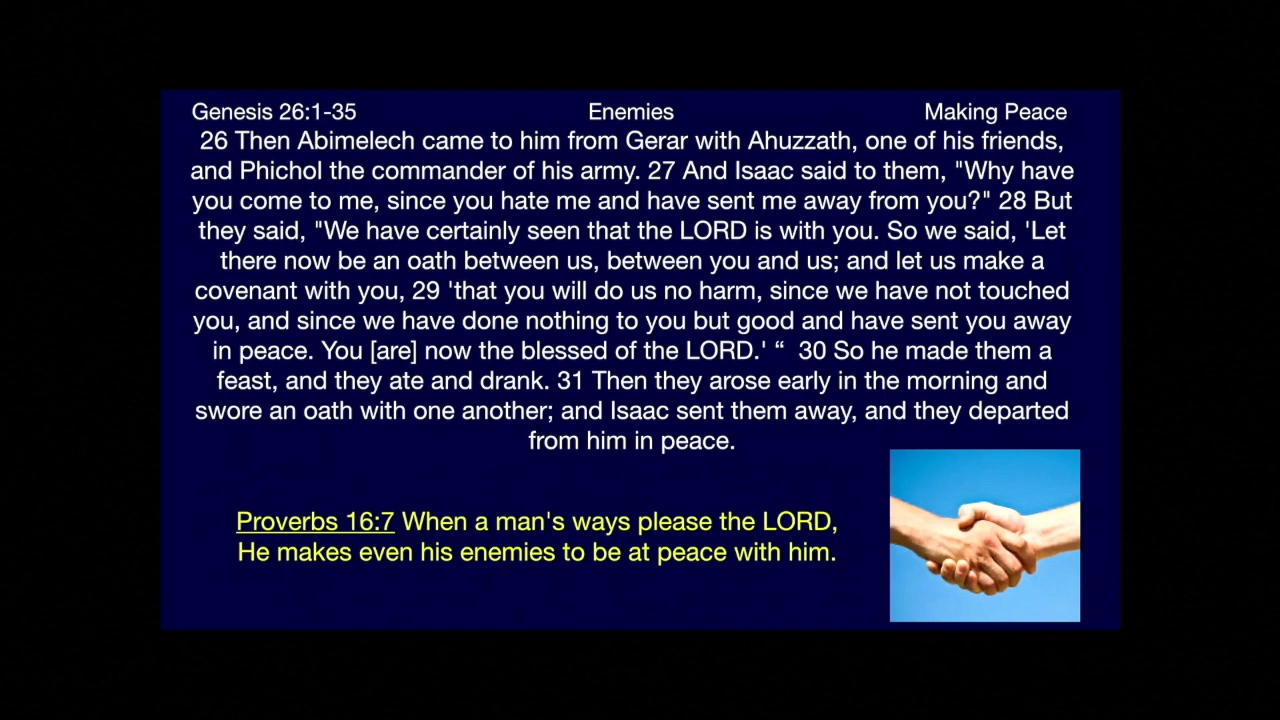 Genesis 26:1-35 Enemies Making Peace
26 Then Abimelech came to him from Gerar with Ahuzzath, one of his friends,
and Phichol the commander of his army. 27 And Isaac said to them, "Why have
you come to me, since you hate me and have sent me away from you?" 28 But
they said, "We have certainly seen that the LORD is with you. So we said, 'Let
there now be an oath between us, between you and us; and let us make a
covenant with you, 29 'that you will do us no harm, since we have not touched
you, and since we have done nothing to you but good and have sent you away
in peace. You [are] now the blessed of the LORD.' “ 30 So he made them a
feast, and they ate and drank. 31 Then they arose early in the morning and
swore an oath with one another; and Isaac sent them away, and they departed
from him in peace.
Proverbs 16:7 When a man's ways please the LORD,
He makes even his enemies to be at peace with him.